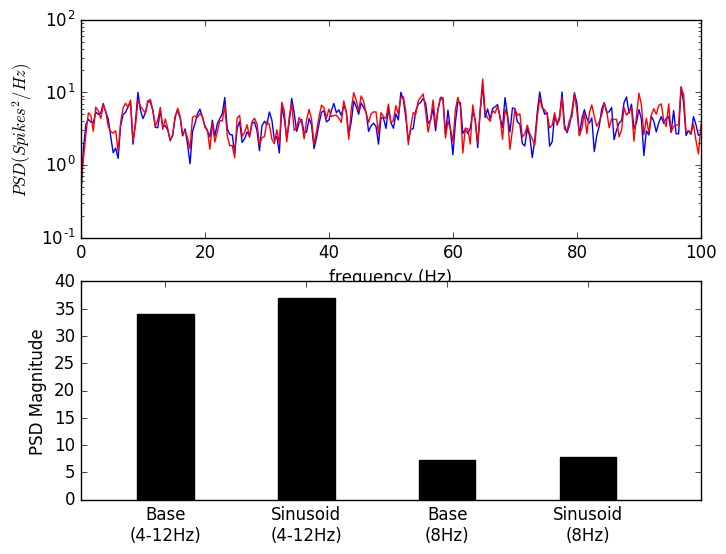 10^2
10^1
10^0
10^-1
PSD(Spikes^2/Hz)
0 20 40 60 80 100
frequency (Hz)
40
35
30
25
20
15
10
5
0
PSD Magnitude
Base Sinusoid Base Sinusoid
(4-12Hz) (4-12Hz) (8Hz) (8Hz)